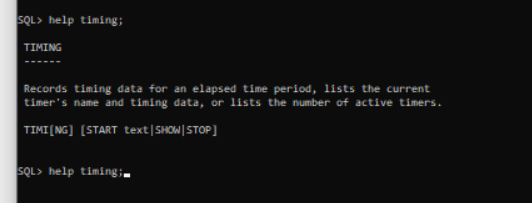 SQL> help timing;
TIMING
------
Records timing data for an elapsed time period, lists the current
timer's name and timing data, or lists the number of active timers.
TIMI[NG] [START text|SHOW|STOP]
SQL> help timing;